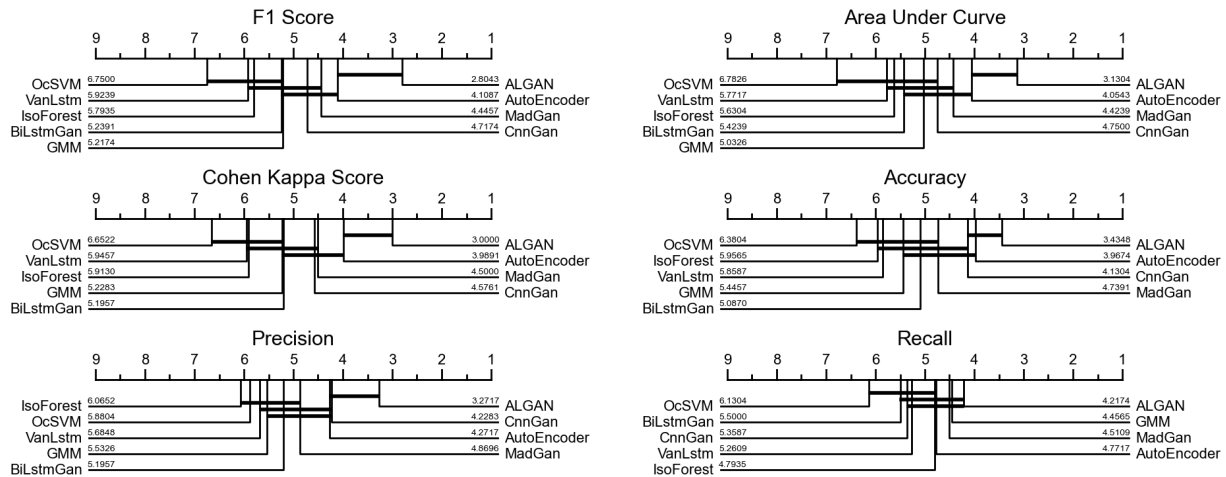 F1 Score
9 8 7 6 5 4 3 2 1
OcSVM 6.7500 2.8043 ALGAN
VanLstm 5.9239 4.1087 AutoEncoder
IsoForest 5.7935 4.4457 MadGan
BiLstmGan 5.2391 4.7174 CnnGan
GMM 5.2174
Area Under Curve
9 8 7 6 5 4 3 2 1
OcSVM 6.7826 3.1304 ALGAN
VanLstm 5.7717 4.0543 AutoEncoder
IsoForest 5.6304 4.4239 MadGan
BiLstmGan 5.4239 4.7500 CnnGan
GMM 5.0326
Cohen Kappa Score
9 8 7 6 5 4 3 2 1
OcSVM 6.6522 3.0000 ALGAN
VanLstm 5.9457 3.9891 AutoEncoder
IsoForest 5.9130 4.5000 MadGan
GMM 5.2283 4.5761 CnnGan
BiLstmGan 5.1957
Accuracy
9 8 7 6 5 4 3 2 1
OcSVM 6.3804 3.4348 ALGAN
IsoForest 5.9565 3.9674 AutoEncoder
VanLstm 5.8587 4.1304 CnnGan
GMM 5.4457 4.7391 MadGan
BiLstmGan 5.0870
Precision
9 8 7 6 5 4 3 2 1
IsoForest 6.0652 3.2717 ALGAN
OcSVM 5.8804 4.2283 CnnGan
VanLstm 5.6848 4.2717 AutoEncoder
GMM 5.5326 4.8696 MadGan
BiLstmGan 5.1957
Recall
9 8 7 6 5 4 3 2 1
OcSVM 6.1304 4.2174 ALGAN
BiLstmGan 5.5000 4.4565 GMM
CnnGan 5.3587 4.5109 MadGan
VanLstm 5.2609 4.7717 AutoEncoder
IsoForest 4.7935